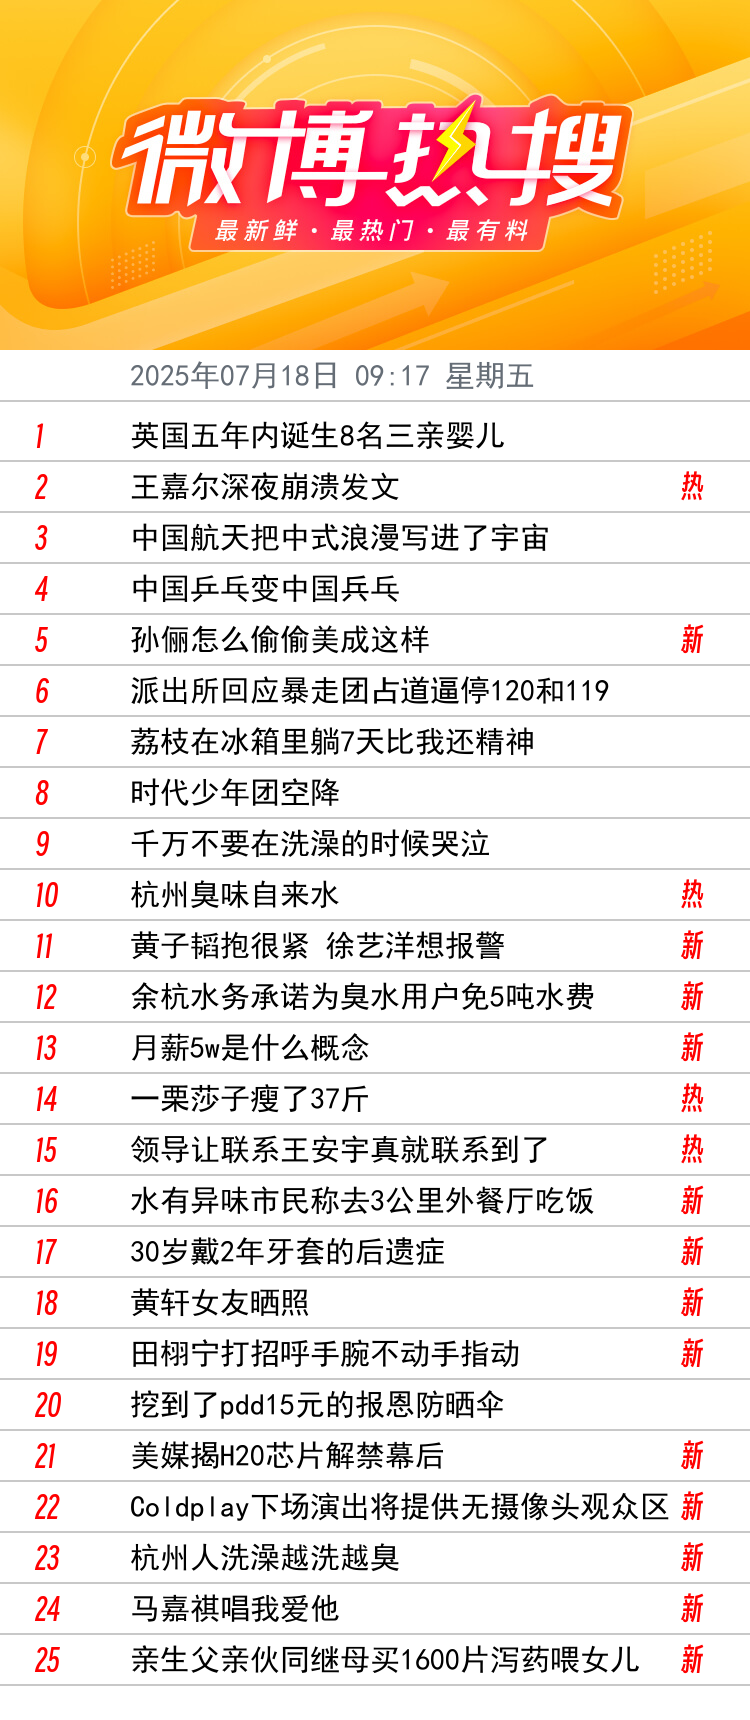 微博热搜
最新鲜·最热门·最有料
2025年07月18日 09:17 星期五
1 英国五年内诞生8名三亲婴儿
2 王嘉尔深夜崩溃发文 热
3 中国航天把中式浪漫写进了宇宙
4 中国乒乓变中国兵乓
5 孙俪怎么偷偷美成这样 新
6 派出所回应暴走团占道逼停120和119
7 荔枝在冰箱里躺7天比我还精神
8 时代少年团空降
9 千万不要在洗澡的时候哭泣
10 杭州臭味自来水 热
11 黄子韬抱很紧 徐艺洋想报警 新
12 余杭水务承诺为臭水用户免5吨水费 新
13 月薪5w是什么概念 新
14 一栗莎子瘦了37斤 热
15 领导让联系王安宇真就联系到了 热
16 水有异味市民称去3公里外餐厅吃饭 新
17 30岁戴2年牙套的后遗症 新
18 黄轩女友晒照 新
19 田栩宁打招呼手腕不动手指动 新
20 挖到了pdd15元的报恩防晒伞
21 美媒揭H20芯片解禁幕后 新
22 Coldplay下场演出将提供无摄像头观众区 新
23 杭州人洗澡越洗越臭 新
24 马嘉祺唱我爱他 新
25 亲生父亲伙同继母买1600片泻药喂女儿 新